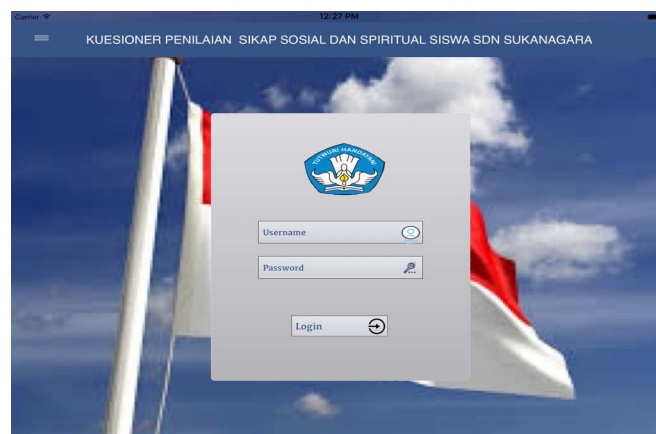 Carrier
12:27 PM
KUESIONER PENILAIAN SIKAP SOSIAL DAN SPIRITUAL SISWA SDN SUKANAGARA
TUT WURI HANDAYANI
Username
Password
Login